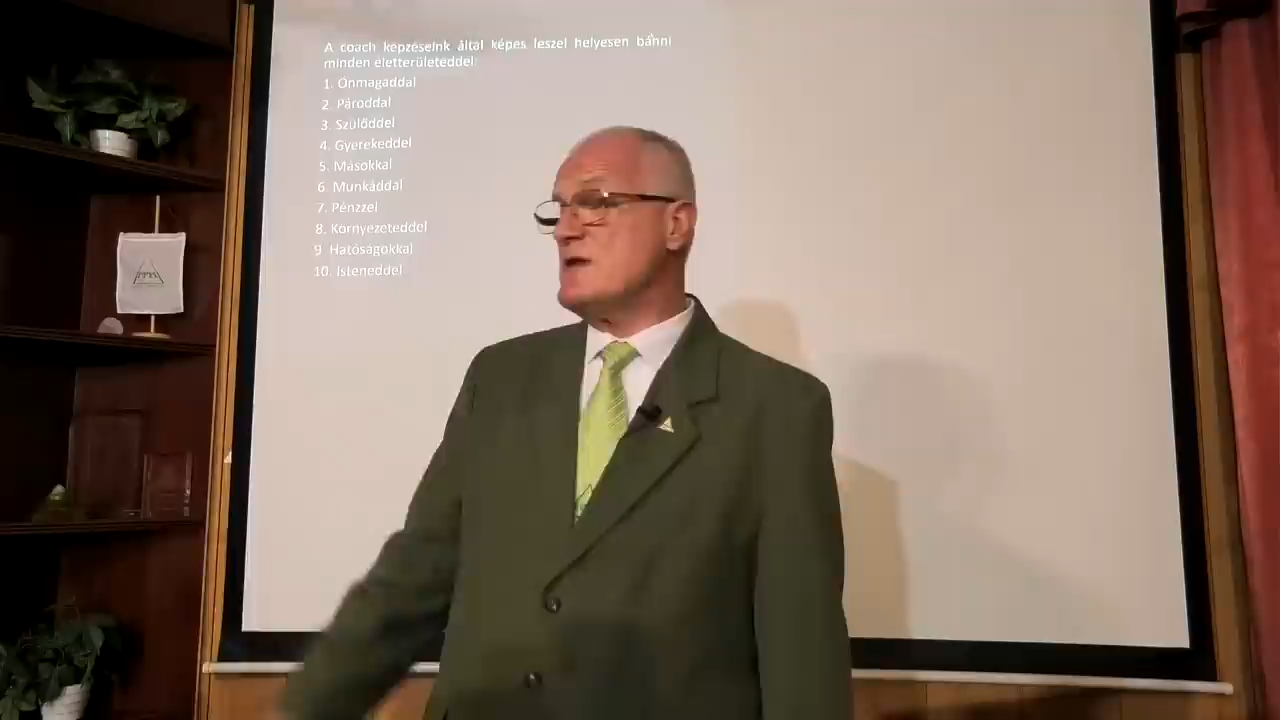 A coach képzéseink által képes leszel helyesen bánni
minden életterületeddel:
1. Önmagaddal
2. Pároddal
3. Szülőddel
4. Gyerekeddel
5. Másokkal
6. Munkáddal
7. Pénzzel
8. Környezeteddel
9 Hatóságokkal
10. Isteneddel